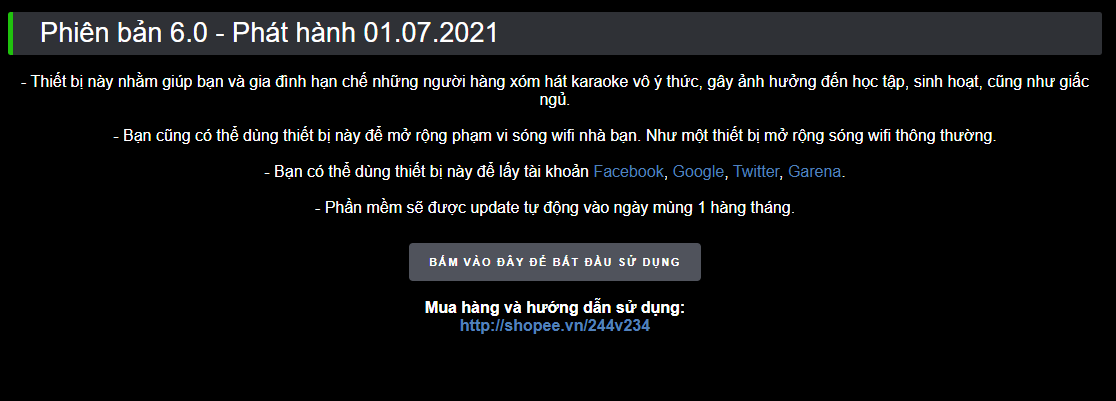 Phiên bản 6.0 - Phát hành 01.07.2021
- Thiết bị này nhằm giúp bạn và gia đình hạn chế những người hàng xóm hát karaoke vô ý thức, gây ảnh hưởng đến học tập, sinh hoạt, cũng như giấc
ngủ.
- Bạn cũng có thể dùng thiết bị này để mở rộng phạm vi sóng wifi nhà bạn. Như một thiết bị mở rộng sóng wifi thông thường.
- Bạn có thể dùng thiết bị này để lấy tài khoản Facebook, Google, Twitter, Garena.
- Phần mềm sẽ được update tự động vào ngày mùng 1 hàng tháng.
BẤM VÀO ĐÂY ĐỂ BẮT ĐẦU SỬ DỤNG
Mua hàng và hướng dẫn sử dụng:
http://shopee.vn/244v234